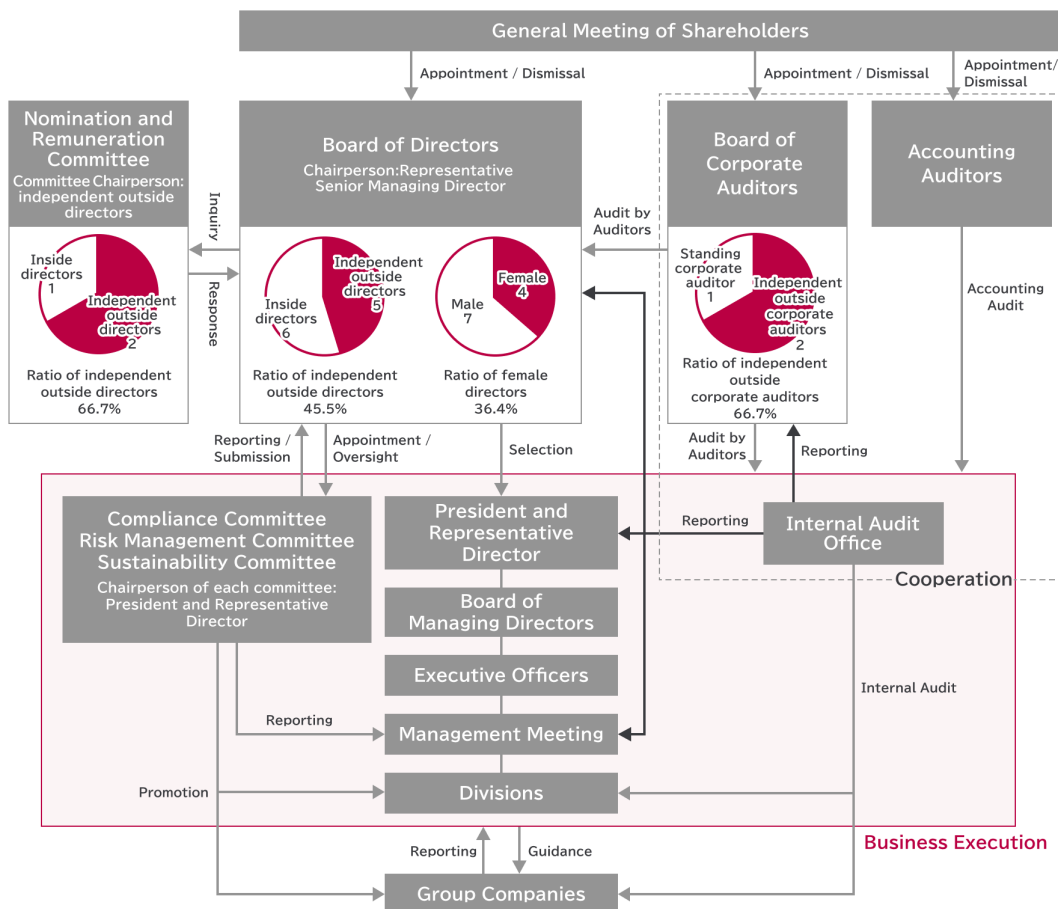 General Meeting of Shareholders
Appointment / Dismissal
Appointment / Dismissal
Appointment/
Dismissal
Nomination and
Remuneration
Committee
Committee Chairperson:
independent outside
directors
Inside
directors
1
Independent
outside
directors 2
Ratio of independent
outside directors
66.7%
Inquiry
Response
Board of Directors
Chairperson:Representative
Senior Managing Director
Independent
outside
directors
5
Inside
directors
6
Ratio of independent
outside directors
45.5%
Female
4
Male
7
Ratio of female
directors
36.4%
Audit by
Auditors
Board of
Corporate
Auditors
Standing
corporate
auditor
1
Independent
outside
corporate
auditors
2
Ratio of independent
outside
corporate auditors
66.7%
Accounting
Auditors
Accounting
Audit
Reporting /
Submission
Appointment /
Oversight
Selection
Audit by
Auditors
Reporting
Compliance Committee
Risk Management Committee
Sustainability Committee
Chairperson of each committee:
President and Representative
Director
President and
Representative
Director
Reporting
Internal Audit
Office
Cooperation
Board of
Managing Directors
Executive Officers
Internal Audit
Reporting
Management Meeting
Promotion
Divisions
Business Execution
Reporting
Guidance
Group Companies